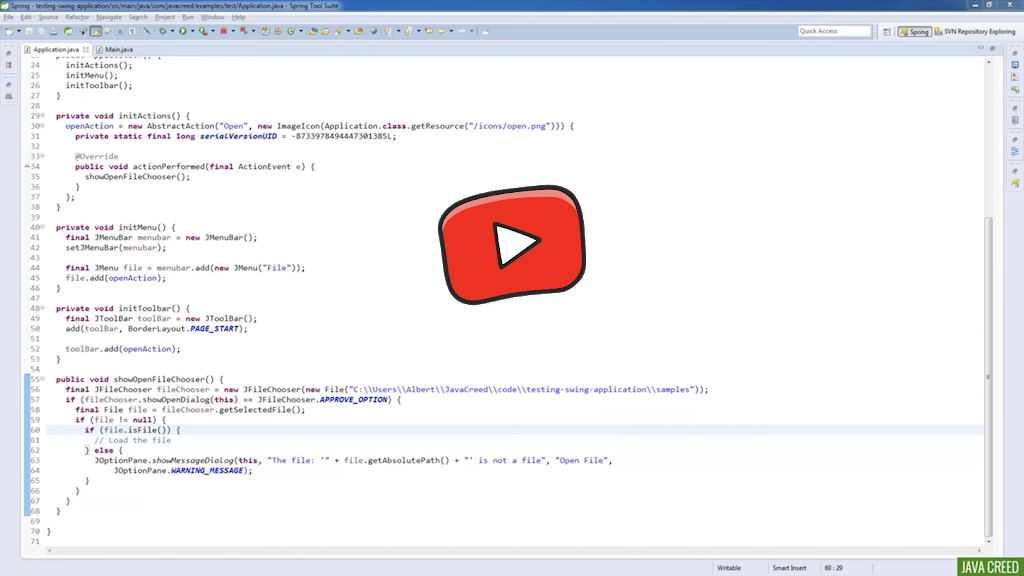 Spring - testing-swing-application/src/main/java/com/javacreed/examples/test/Application.java - Spring Tool Suite
File Edit Source Refactor Navigate Search Project Run Window Help
Quick Access
Spring SVN Repository Exploring
Application.java Main.java
24 initActions();
25 initMenu();
26 initToolbar();
27 }
28
29 private void initActions() {
30 openAction = new AbstractAction("Open", new ImageIcon(Application.class.getResource("/icons/open.png"))) {
31 private static final long serialVersionUID = -8733978494447301385L;
32
33 @Override
34 public void actionPerformed(final ActionEvent e) {
35 showOpenFileChooser();
36 }
37 };
38 }
39
40 private void initMenu() {
41 final JMenuBar menubar = new JMenuBar();
42 setJMenuBar(menubar);
43
44 final JMenu file = menubar.add(new JMenu("File"));
45 file.add(openAction);
46 }
47
48 private void initToolbar() {
49 final JToolBar toolBar = new JToolBar();
50 add(toolBar, BorderLayout.PAGE_START);
51
52 toolBar.add(openAction);
53 }
54
55 public void showOpenFileChooser() {
56 final JFileChooser fileChooser = new JFileChooser(new File("C:\\Users\\Albert\\JavaCreed\\code\\testing-swing-application\\samples"));
57 if (fileChooser.showOpenDialog(this) == JFileChooser.APPROVE_OPTION) {
58 final File file = fileChooser.getSelectedFile();
59 if (file != null) {
60 if (file.isFile()) {
61 // Load the file
62 } else {
63 JOptionPane.showMessageDialog(this, "The file: '" + file.getAbsolutePath() + "' is not a file", "Open File",
64 JOptionPane.WARNING_MESSAGE);
65 }
66 }
67 }
68 }
69
70 }
71
Writable Smart Insert 60 : 29
JAVA CREED